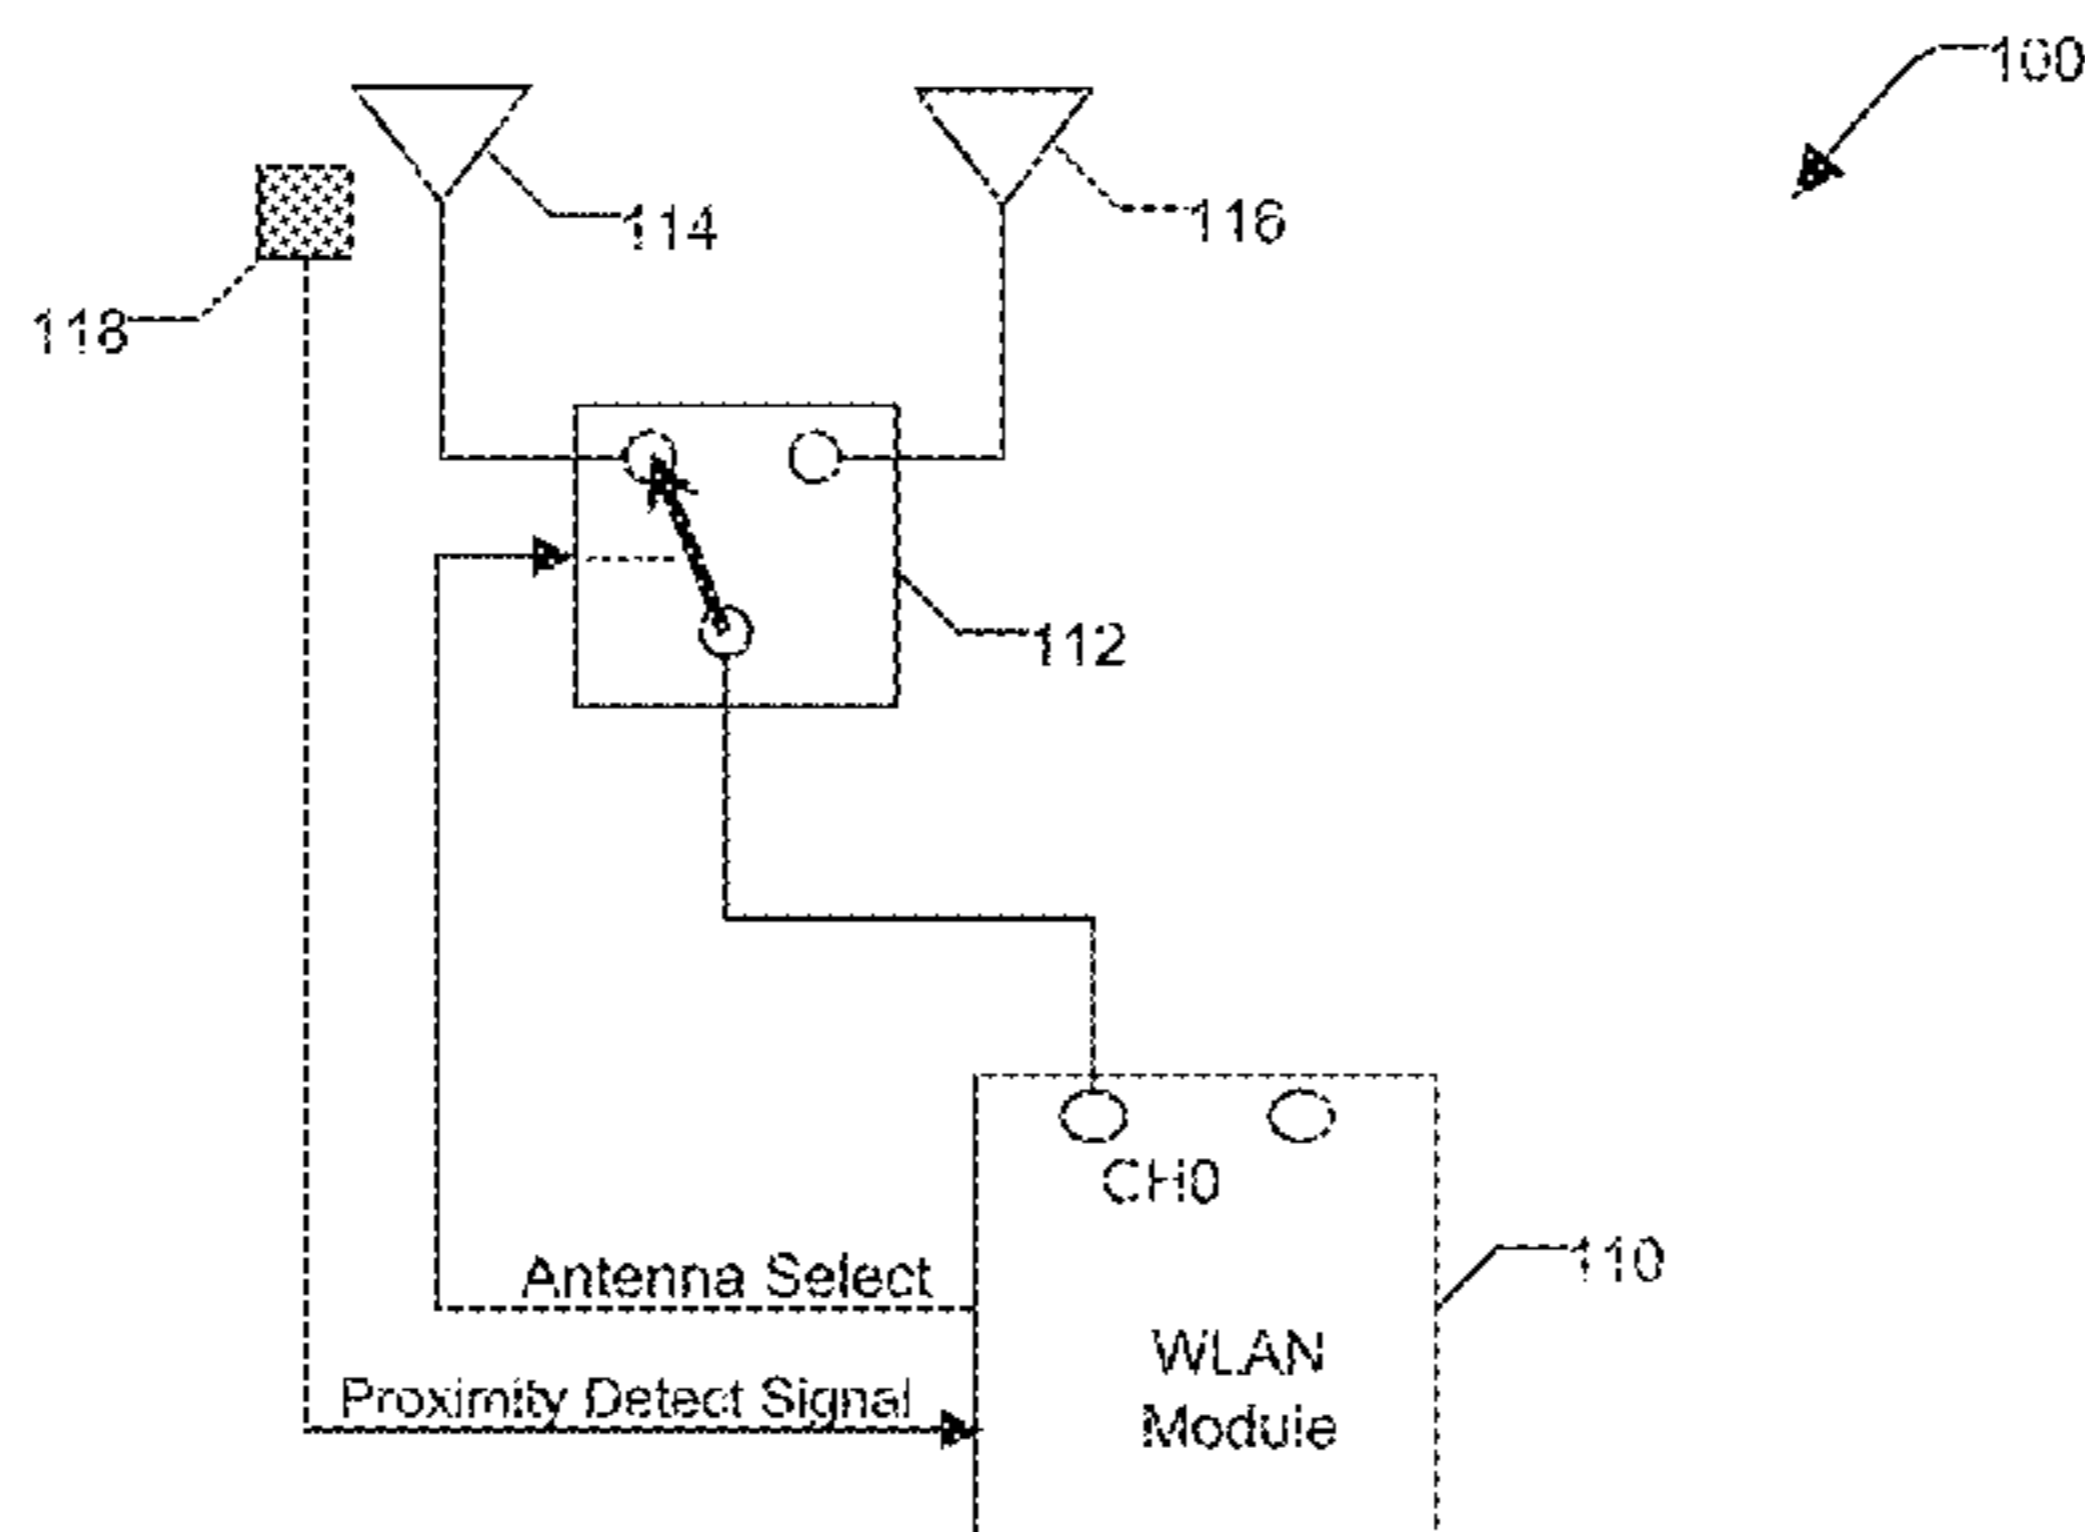 100
114
116
118
112
CH0
110
Antenna Select
WLAN
Module
Proximity Detect Signal